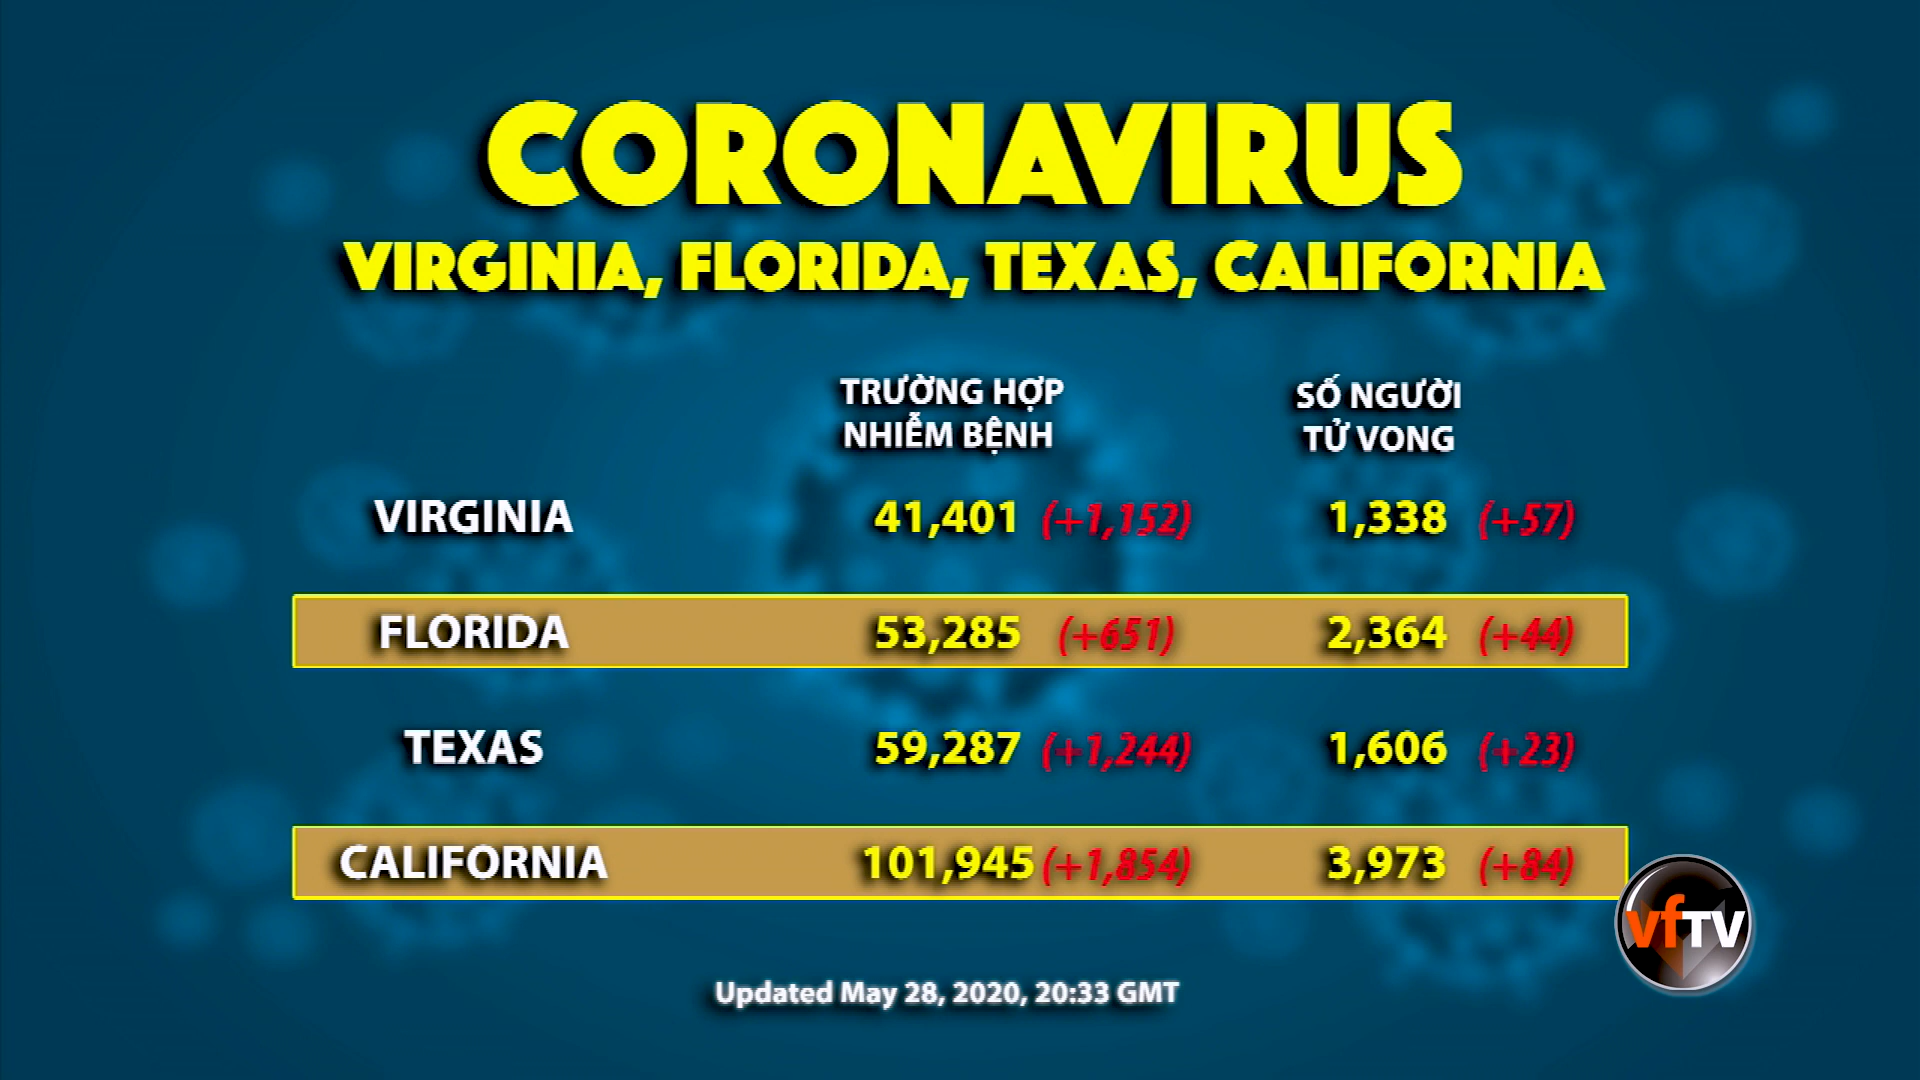 CORONAVIRUS
VIRGINIA, FLORIDA, TEXAS, CALIFORNIA
TRƯỜNG HỢP
NHIỄM BỆNH
SỐ NGƯỜI
TỬ VONG
VIRGINIA 41,401 (+1,152) 1,338 (+57)
FLORIDA 53,285 (+651) 2,364 (+44)
TEXAS 59,287 (+1,244) 1,606 (+23)
CALIFORNIA 101,945 (+1,854) 3,973 (+84)
vfTV
Updated May 28, 2020, 20:33 GMT